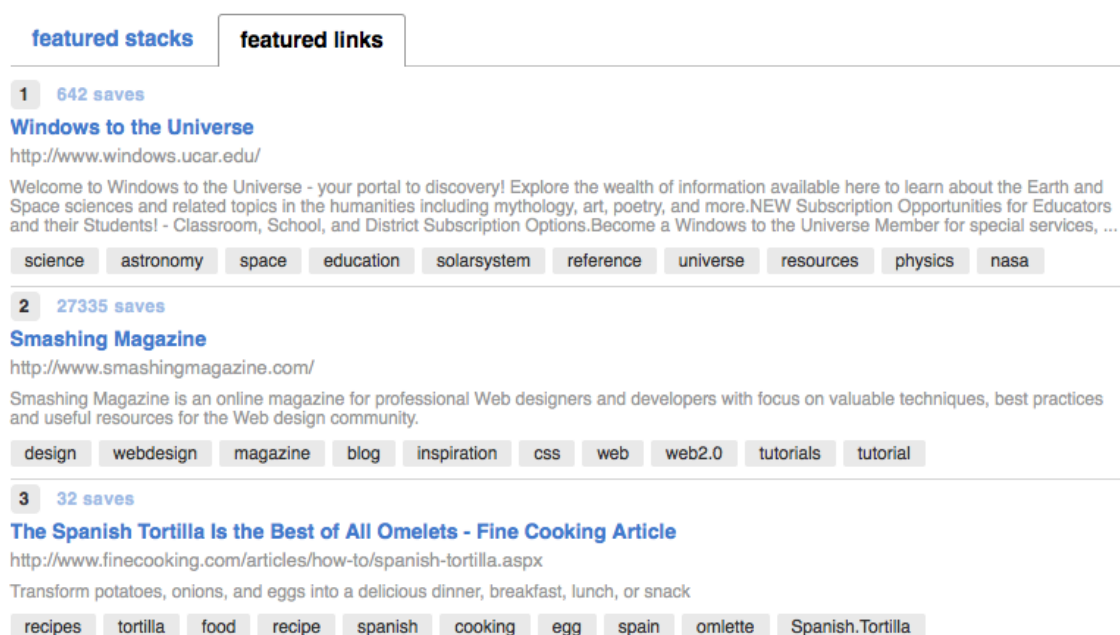 featured stacks featured links
1 642 saves
Windows to the Universe
http://www.windows.ucar.edu/
Welcome to Windows to the Universe - your portal to discovery! Explore the wealth of information available here to learn about the Earth and
Space sciences and related topics in the humanities including mythology, art, poetry, and more.NEW Subscription Opportunities for Educators
and their Students! - Classroom, School, and District Subscription Options.Become a Windows to the Universe Member for special services, ...
science astronomy space education solarsystem reference universe resources physics nasa
2 27335 saves
Smashing Magazine
http://www.smashingmagazine.com/
Smashing Magazine is an online magazine for professional Web designers and developers with focus on valuable techniques, best practices
and useful resources for the Web design community.
design webdesign magazine blog inspiration css web web2.0 tutorials tutorial
3 32 saves
The Spanish Tortilla Is the Best of All Omelets - Fine Cooking Article
http://www.finecooking.com/articles/how-to/spanish-tortilla.aspx
Transform potatoes, onions, and eggs into a delicious dinner, breakfast, lunch, or snack
recipes tortilla food recipe spanish cooking egg spain omlette Spanish.Tortilla